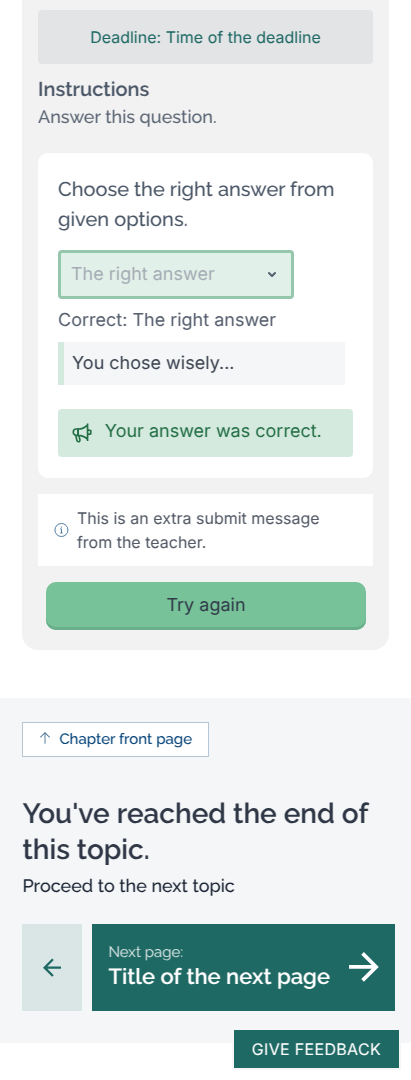 Deadline: Time of the deadline
Instructions
Answer this question.
Choose the right answer from
given options.
The right answer
Correct: The right answer
You chose wisely...
Your answer was correct.
This is an extra submit message
from the teacher.
Try again
Chapter front page
You've reached the end of
this topic.
Proceed to the next topic
Next page:
Title of the next page
GIVE FEEDBACK